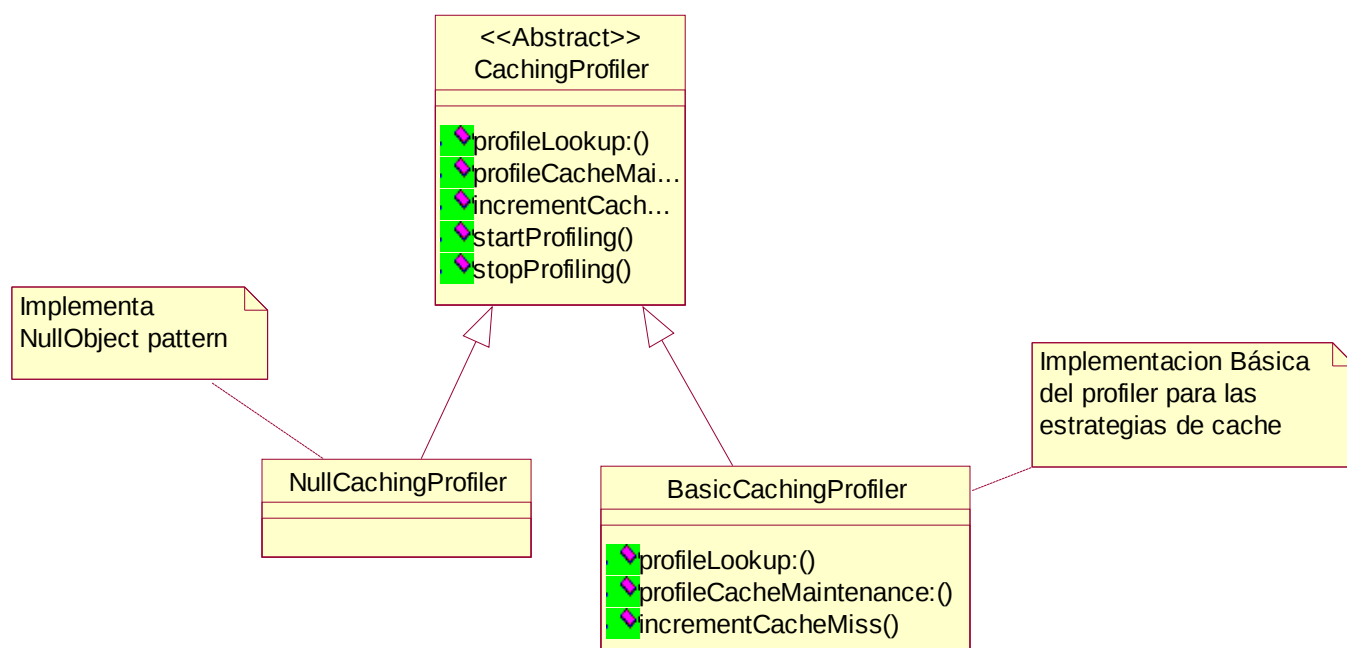 <<Abstract>>
CachingProfiler
profileLookup:()
profileCacheMai...
incrementCach...
startProfiling()
stopProfiling()
Implementa
NullObject pattern
Implementacion Básica
del profiler para las
estrategias de cache
NullCachingProfiler
BasicCachingProfiler
profileLookup:()
profileCacheMaintenance:()
incrementCacheMiss()